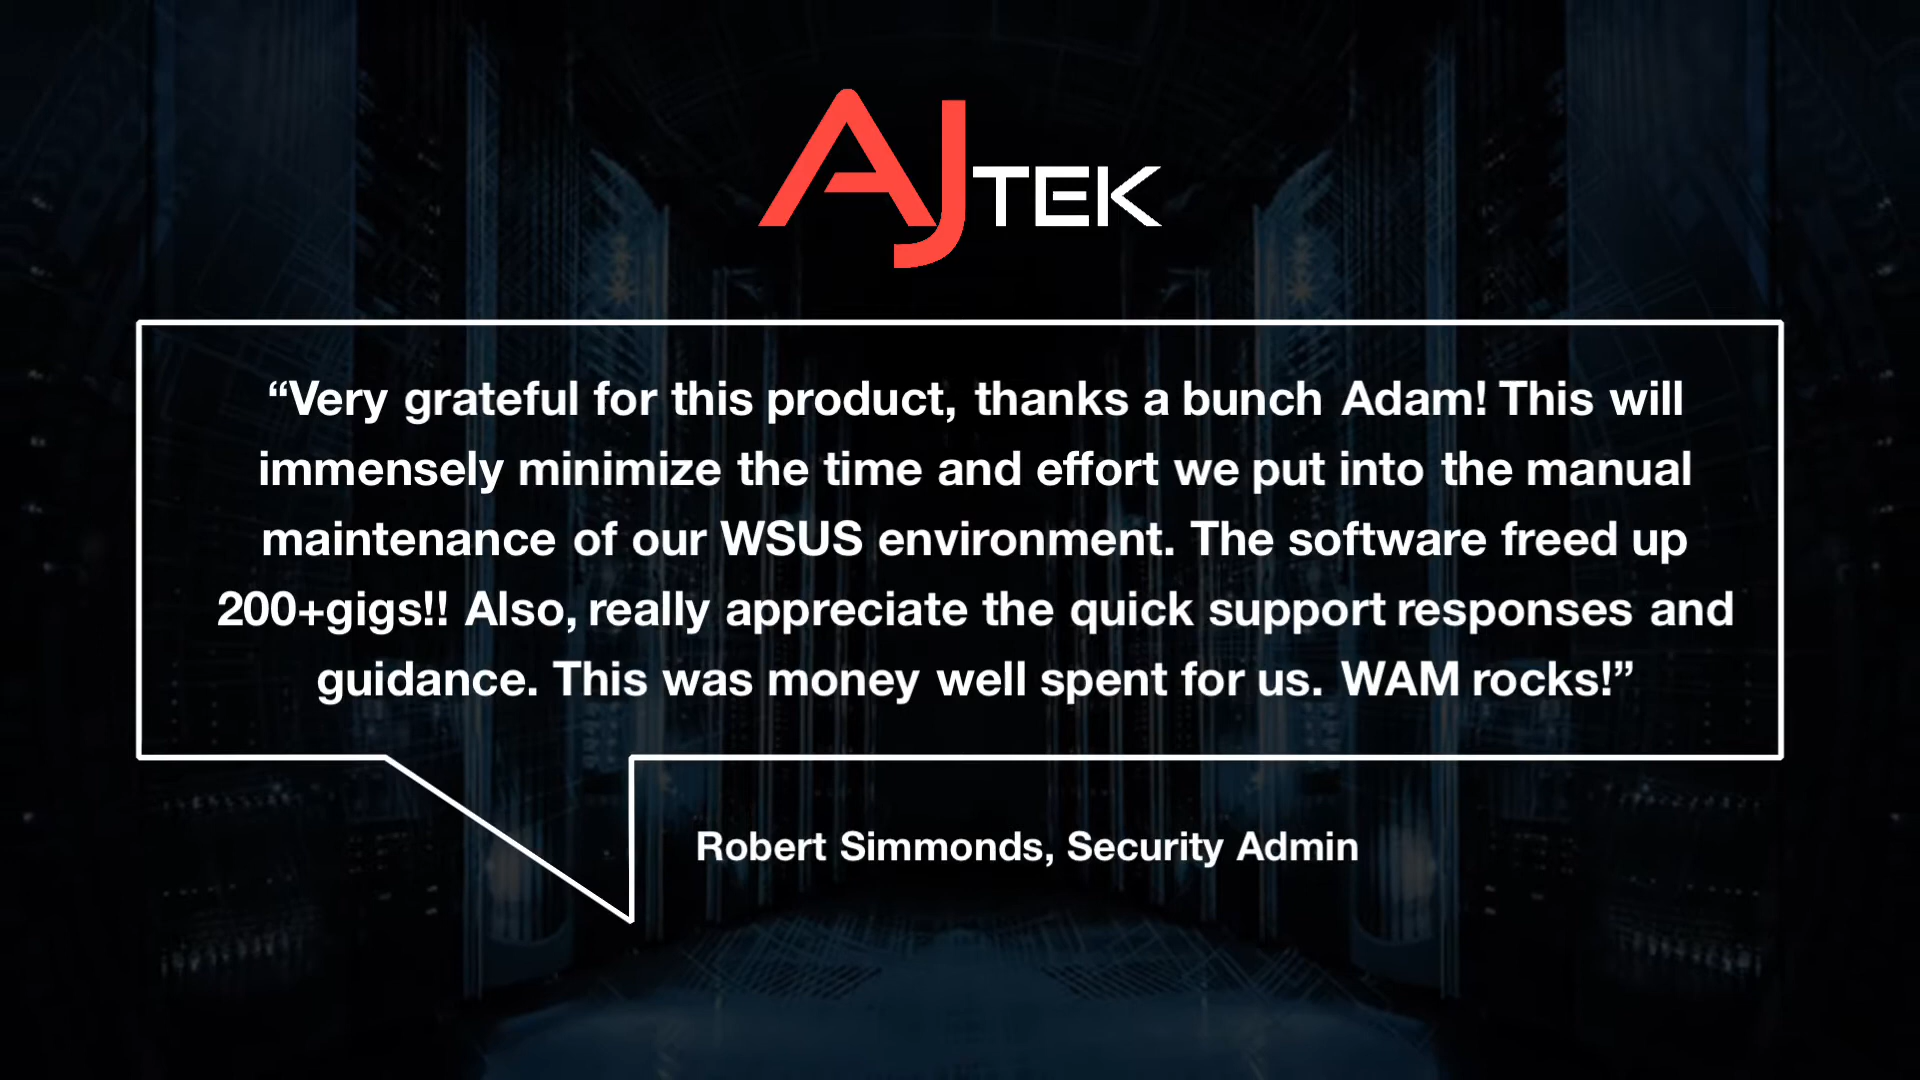 AJTEK
“Very grateful for this product, thanks a bunch Adam! This will
immensely minimize the time and effort we put into the manual
maintenance of our WSUS environment. The software freed up
200+gigs!! Also, really appreciate the quick support responses and
guidance. This was money well spent for us. WAM rocks!”
Robert Simmonds, Security Admin